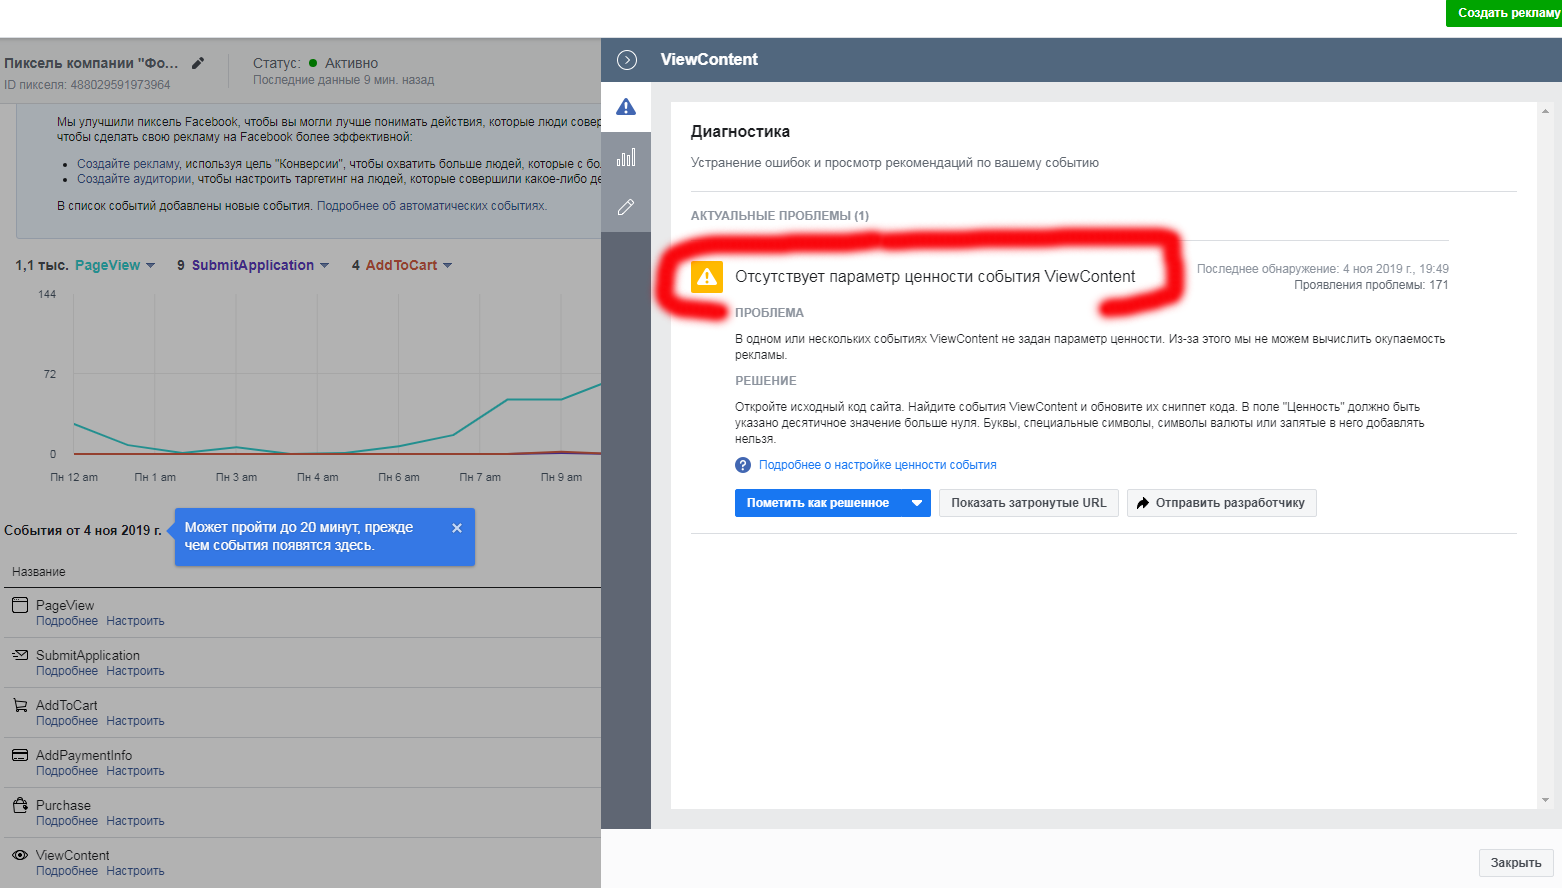 Создать рекламу
Пиксель компании "Фо...
ID пикселя: 488029591973964
Статус: Активно
Последние данные 9 мин. назад
Мы улучшили пиксель Facebook, чтобы вы могли лучше понимать действия, которые люди совер
чтобы сделать свою рекламу на Facebook более эффективной:
Создайте рекламу, используя цель "Конверсии", чтобы охватить больше людей, которые с бо
Создайте аудитории, чтобы настроить таргетинг на людей, которые совершили какое-либо де
В список событий добавлены новые события. Подробнее об автоматических событиях.
1,1 тыс. PageView 9 SubmitApplication 4 AddToCart
144
72
0
Пн 12 am Пн 1 am Пн 3 am Пн 4 am Пн 6 am Пн 7 am Пн 9 am
События от 4 ноя 2019 г.
Может пройти до 20 минут, прежде
чем события появятся здесь.
Название
PageView
Подробнее Настроить
SubmitApplication
Подробнее Настроить
AddToCart
Подробнее Настроить
AddPaymentInfo
Подробнее Настроить
Purchase
Подробнее Настроить
ViewContent
Подробнее Настроить
ViewContent
Диагностика
Устранение ошибок и просмотр рекомендаций по вашему событию
АКТУАЛЬНЫЕ ПРОБЛЕМЫ (1)
Отсутствует параметр ценности события ViewContent
Последнее обнаружение: 4 ноя 2019 г., 19:49
Проявления проблемы: 171
ПРОБЛЕМА
В одном или нескольких событиях ViewContent не задан параметр ценности. Из-за этого мы не можем вычислить окупаемость
рекламы.
РЕШЕНИЕ
Откройте исходный код сайта. Найдите события ViewContent и обновите их сниппет кода. В поле "Ценность" должно быть
указано десятичное значение больше нуля. Буквы, специальные символы, символы валюты или запятые в него добавлять
нельзя.
? Подробнее о настройке ценности события
Пометить как решенное Показать затронутые URL Отправить разработчику
Закрыть